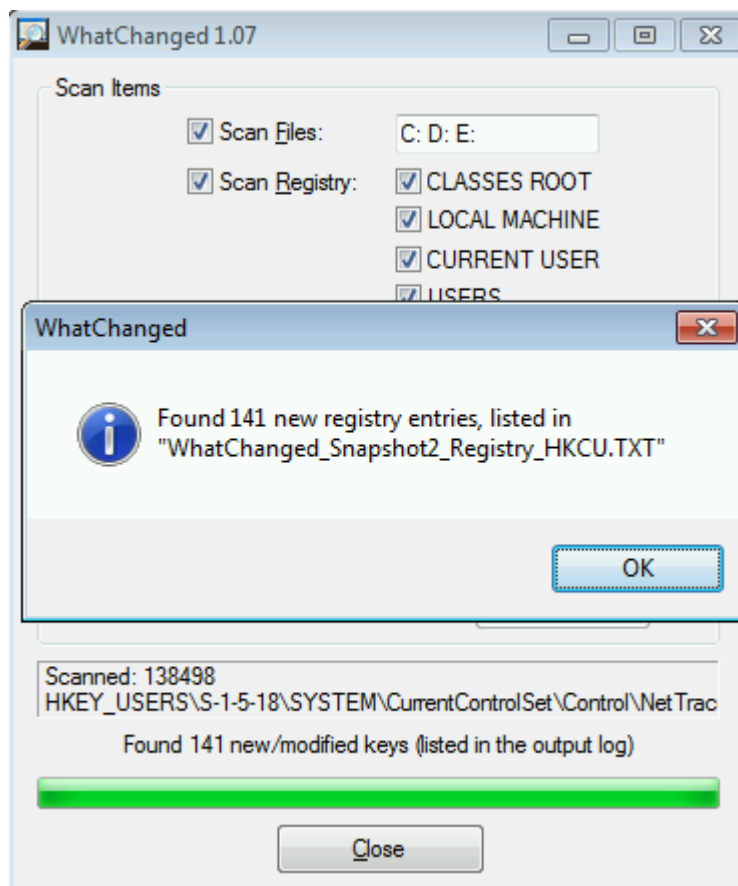 WhatChanged 1.07
Scan Items
Scan Files: C: D: E:
Scan Registry: CLASSES ROOT
LOCAL MACHINE
CURRENT USER
USERS
WhatChanged
Found 141 new registry entries, listed in
"WhatChanged_Snapshot2_Registry_HKCU.TXT"
OK
Scanned: 138498
HKEY_USERS\S-1-5-18\SYSTEM\CurrentControlSet\Control\NetTrac
Found 141 new/modified keys (listed in the output log)
Close